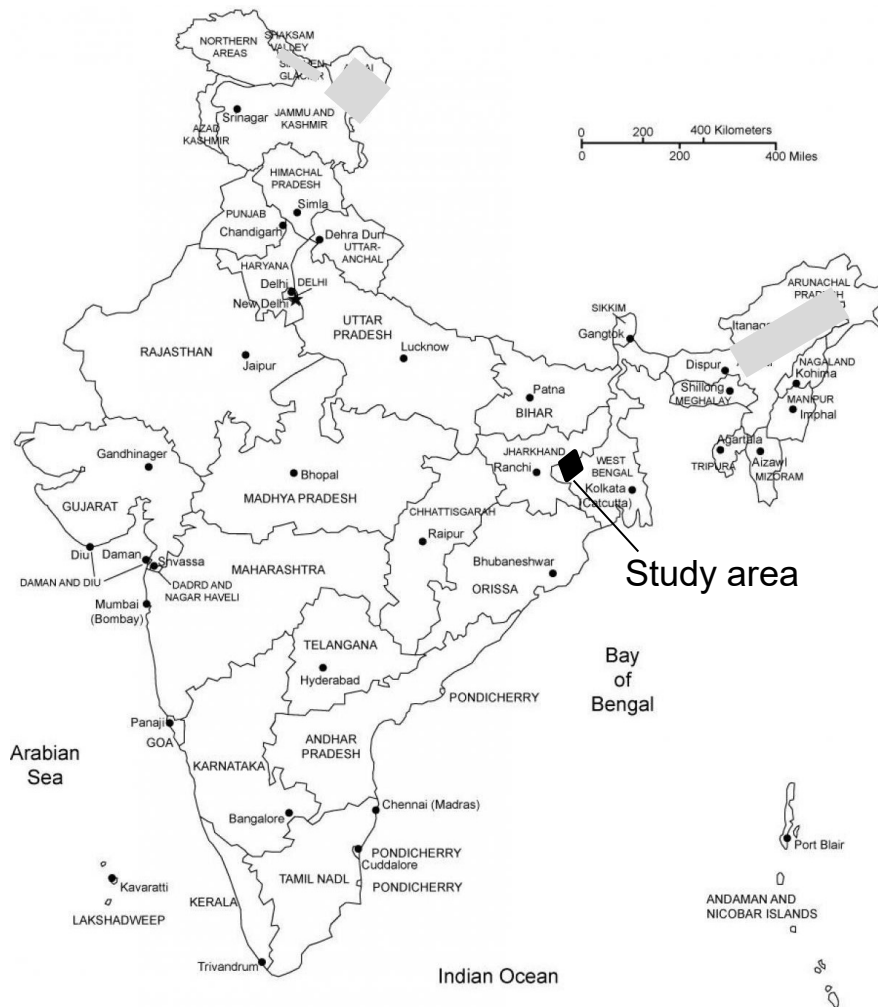 SHAKSAM
VALLEY
NORTHERN
AREAS
GLACIER
Srinagar
JAMMU AND
KASHMIR
AZAD
KASHMIR
0 200 400 Kilometers
0 200 400 Miles
HIMACHAL
PRADESH
Simla
PUNJAB
Chandigarh
Dehra Dun
UTTAR-
ANCHAL
HARYANA
Delhi
DELHI
New Delhi
ARUNACHAL
SIKKIM
Gangtok
UTTAR
PRADESH
RAJASTHAN
Jaipur
Lucknow
Dispur
NAGALAND
Kohima
Shillong
MEGHALAY
MANIPUR
Imphal
Patna
BIHAR
Agartala
TRIPURA
Aizawl
MIZORAM
Gandhinager
GUJARAT
Bhopal
MADHYA PRADESH
JHARKHAND
Ranchi
WEST
BENGAL
Kolkata
(Catcutta)
CHHATTISGARAH
Raipur
Bhubaneshwar
ORISSA
Study area
Diu
Daman
Shvassa
DAMAN AND DIU
DADRD AND
NAGAR HAVELI
MAHARASHTRA
Mumbai
(Bombay)
TELANGANA
Hyderabad
Bay
of
Bengal
PONDICHERRY
Panaji
GOA
Arabian
Sea
KARNATAKA
ANDHAR
PRADESH
Bangalore
Chennai (Madras)
PONDICHERRY
Cuddalore
PONDICHERRY
TAMIL NADL
Kavaratti
LAKSHADWEEP
KERALA
Trivandrum
Port Blair
ANDAMAN AND
NICOBAR ISLANDS
Indian Ocean